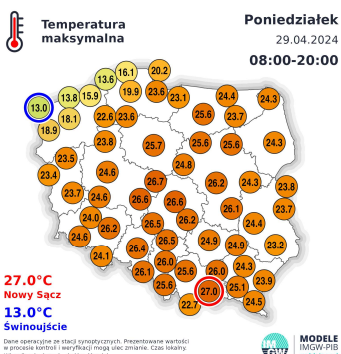 Temperatura
maksymalna
Poniedziałek
29.04.2024
08:00-20:00
13.6 16.1 20.2
13.0 13.8 15.9 19.9 23.6 23.1 24.4 24.3
18.9 18.1 22.6 23.6 25.6 23.7
23.5 23.8 25.7 25.6 25.6 24.3
23.4 24.6 24.8
23.7 24.6 26.7 26.2 24.3 23.8
26.6 26.6 26.1 23.7
24.0 26.2 26.5 26.2 24.4
24.6 26.4 26.5 24.9 24.9 23.2
24.1 26.1 26.0 25.6 26.0 24.3
25.6 27.0 25.1 23.9
22.7 24.5
27.0°C
Nowy Sącz
13.0°C
Świnoujście
Dane operacyjne ze stacji synoptycznych. Prezentowane wartości
w procesie kontroli i weryfikacji mogą ulec zmianie. Czas lokalny.
IM
GW
MODELE
IMGW-PIB